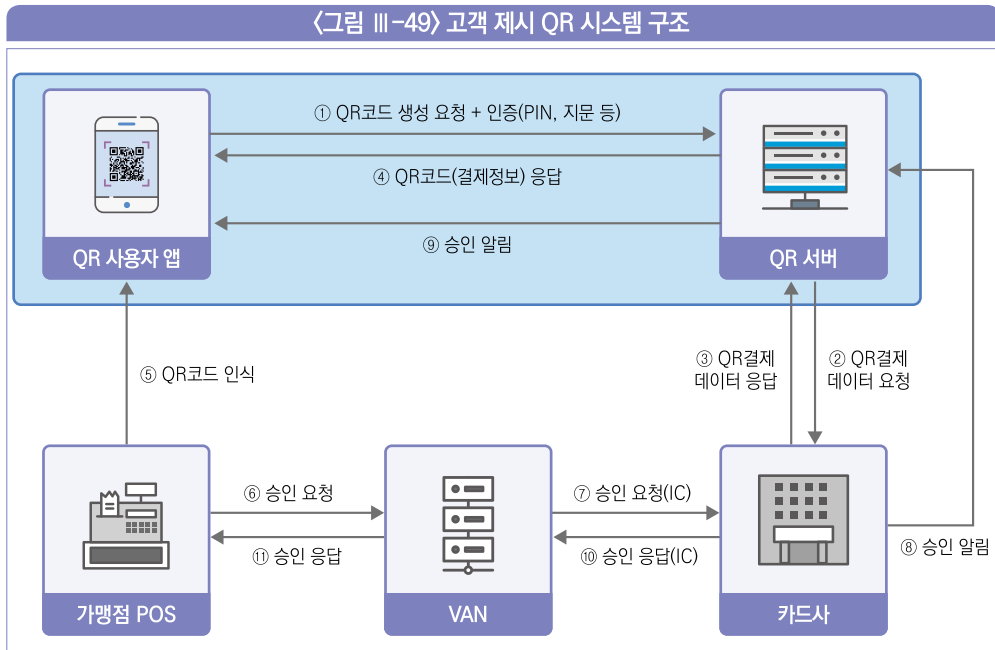 〈그림 Ⅲ-49〉 고객 제시 QR 시스템 구조
① QR코드 생성 요청 + 인증(PIN, 지문 등)
④ QR코드(결제정보) 응답
⑨ 승인 알림
QR 사용자 앱
QR 서버
⑤ QR코드 인식
③ QR결제
데이터 응답
② QR결제
데이터 요청
⑥ 승인 요청
⑦ 승인 요청(IC)
⑪ 승인 응답
⑩ 승인 응답(IC)
⑧ 승인 알림
가맹점 POS
VAN
카드사